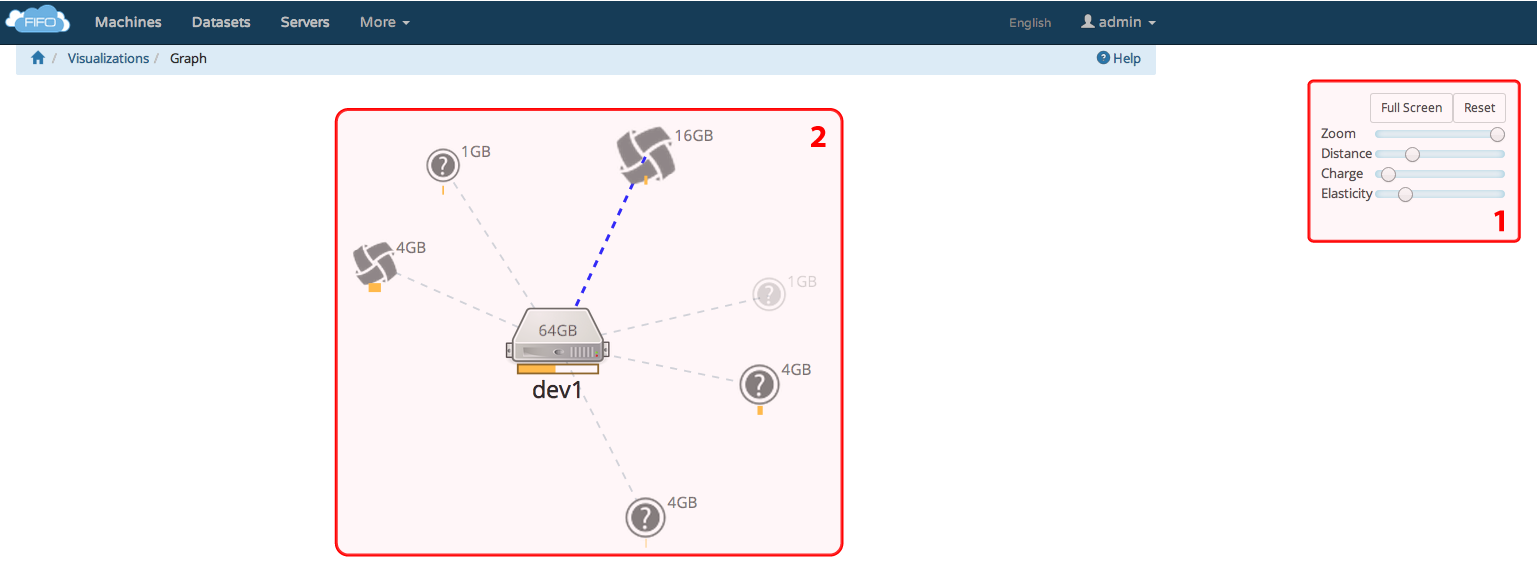 FIFO Machines Datasets Servers More English admin
/ Visualizations / Graph ? Help
Full Screen Reset
Zoom
Distance
Charge
Elasticity
1
2
16GB
? 1GB
4GB
? 1GB
64GB
? 4GB
dev1
? 4GB